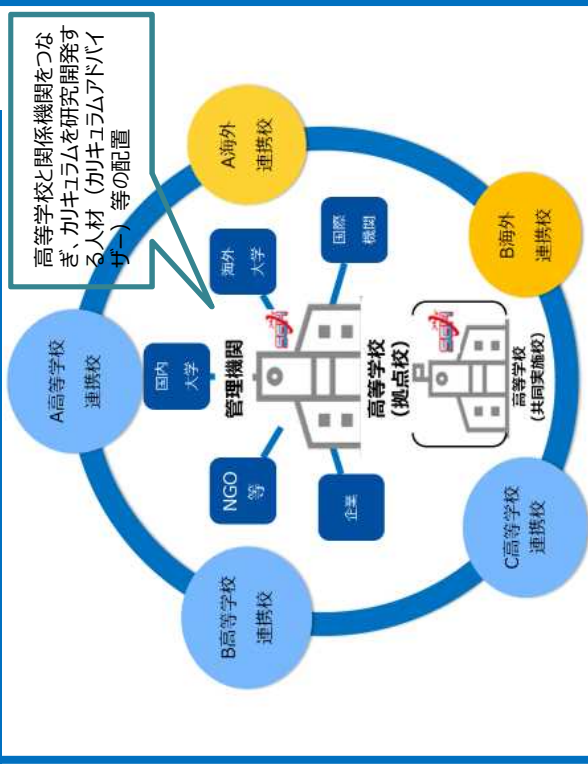 高等学校と関係機関をつな
ぎ、カリキュラムを研究開発す
る人材（カリキュラムアドバイ
ザー）等の配置
A高等学校
連携校
A海外
連携校
国内
大学
海外
大学
NGO
等
管理機関
国際
機関
B高等学校
連携校
企業
高等学校
（拠点校）
B海外
連携校
高等学校
（共同実施校）
C高等学校
連携校